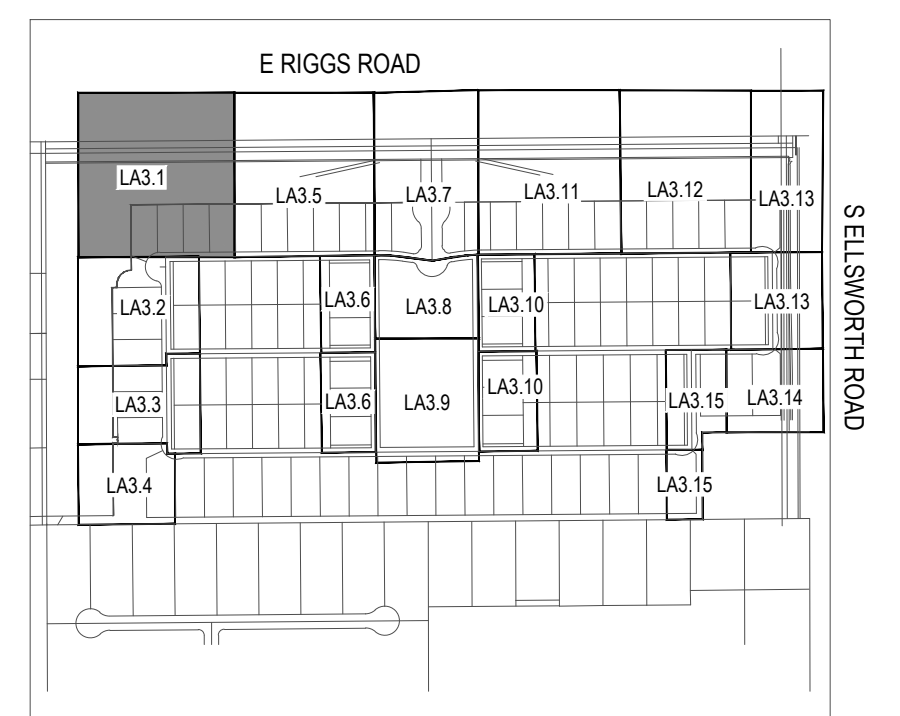 E RIGGS ROAD
LA3.1
LA3.5
LA3.7
LA3.11
LA3.12
LA3.13
S ELLSWORTH ROAD
LA3.2
LA3.6
LA3.8
LA3.10
LA3.13
LA3.3
LA3.6
LA3.9
LA3.10
LA3.15
LA3.14
LA3.4
LA3.15